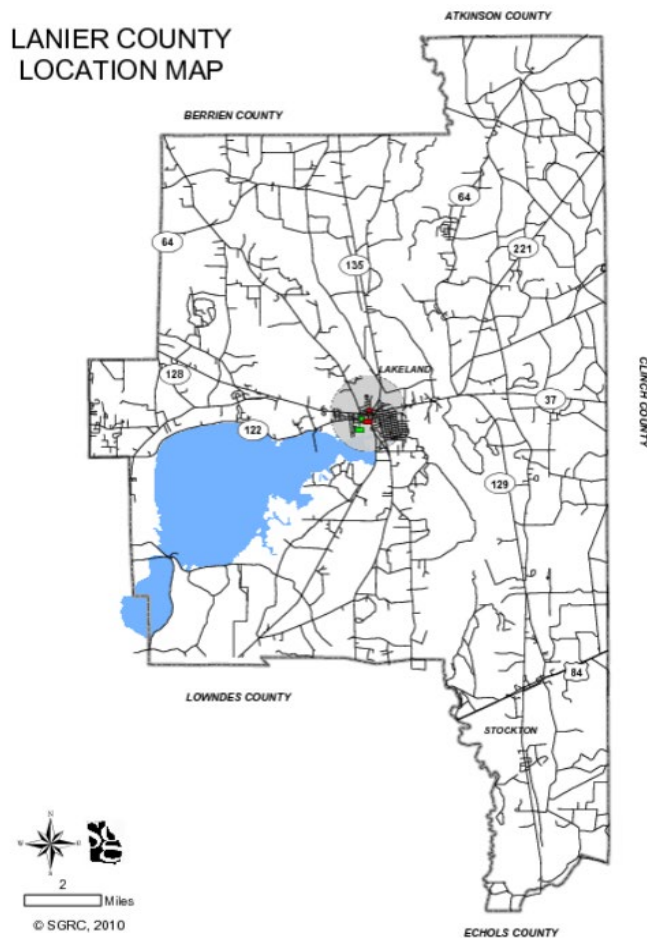 LANIER COUNTY
LOCATION MAP
ATKINSON COUNTY
BERRIEN COUNTY
64
64
221
135
CLINCH COUNTY
LAKELAND
128
37
122
129
84
LOWNDES COUNTY
STOCKTON
N
W
E
S
2
Miles
© SGRC, 2010
ECHOLS COUNTY